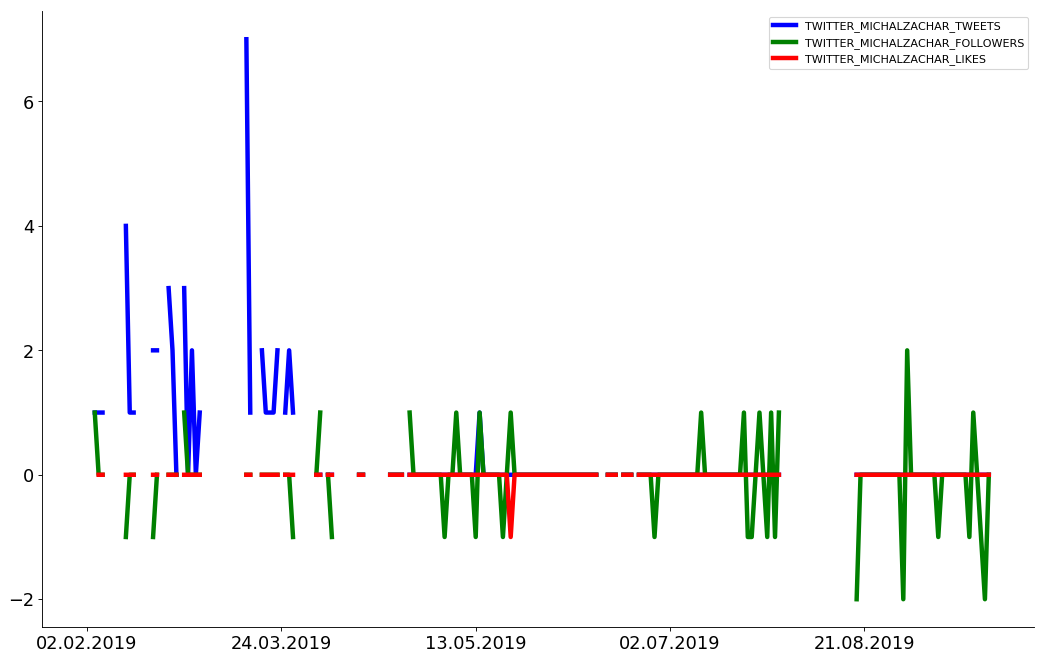 TWITTER_MICHALZACHAR_TWEETS
TWITTER_MICHALZACHAR_FOLLOWERS
TWITTER_MICHALZACHAR_LIKES
6
4
2
0
−2
02.02.2019 24.03.2019 13.05.2019 02.07.2019 21.08.2019